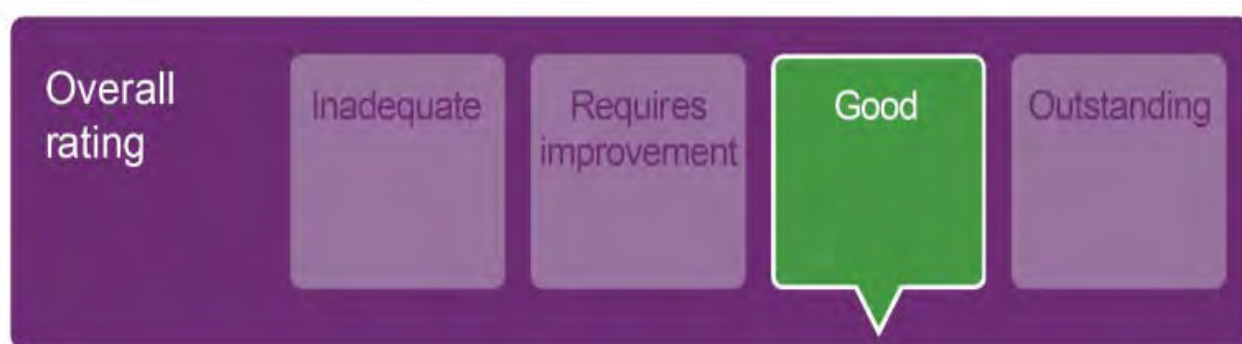 Overall
rating
Inadequate
Requires
improvement
Good
Outstanding